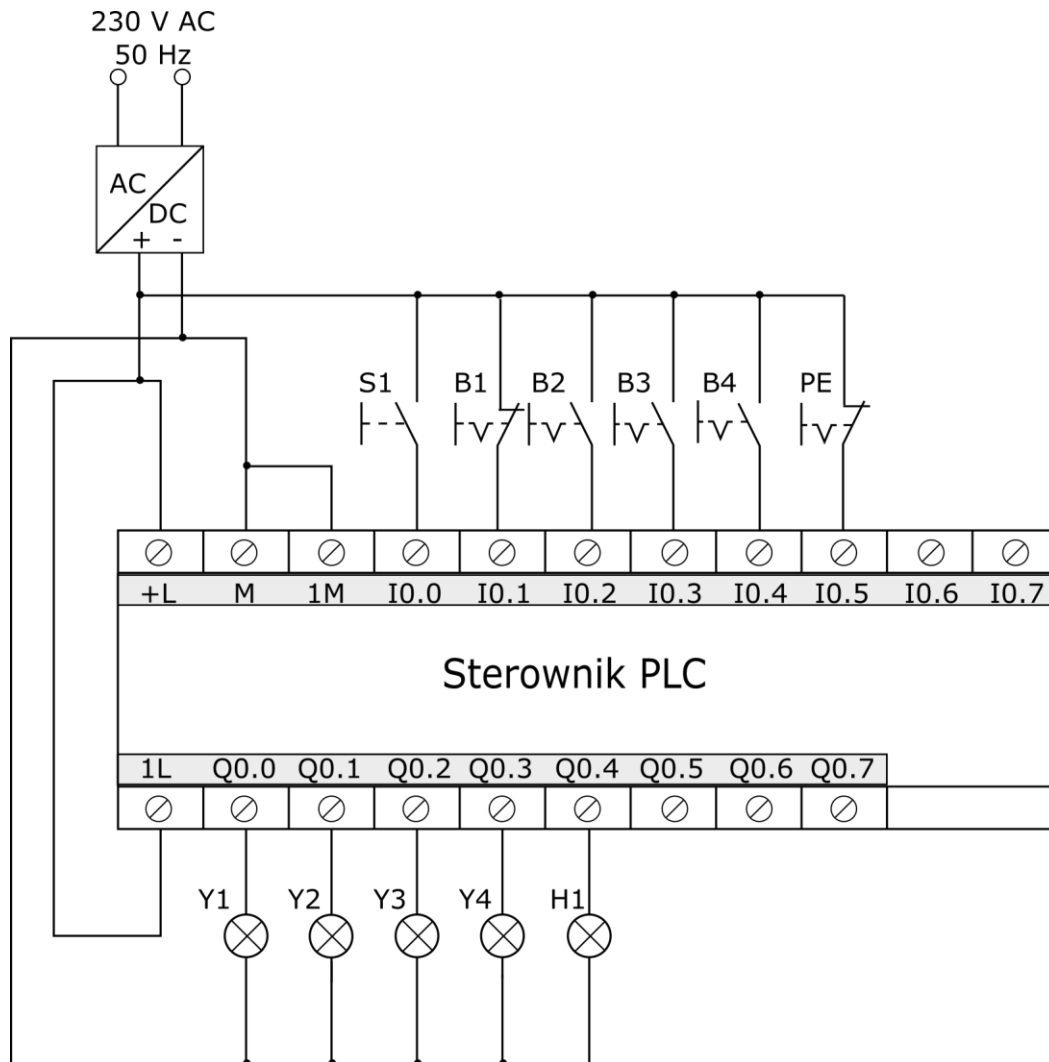 230 V AC
50 Hz
AC
DC
+ -
S1 B1 B2 B3 B4 PE
+L M 1M I0.0 I0.1 I0.2 I0.3 I0.4 I0.5 I0.6 I0.7
Sterownik PLC
1L Q0.0 Q0.1 Q0.2 Q0.3 Q0.4 Q0.5 Q0.6 Q0.7
Y1 Y2 Y3 Y4 H1